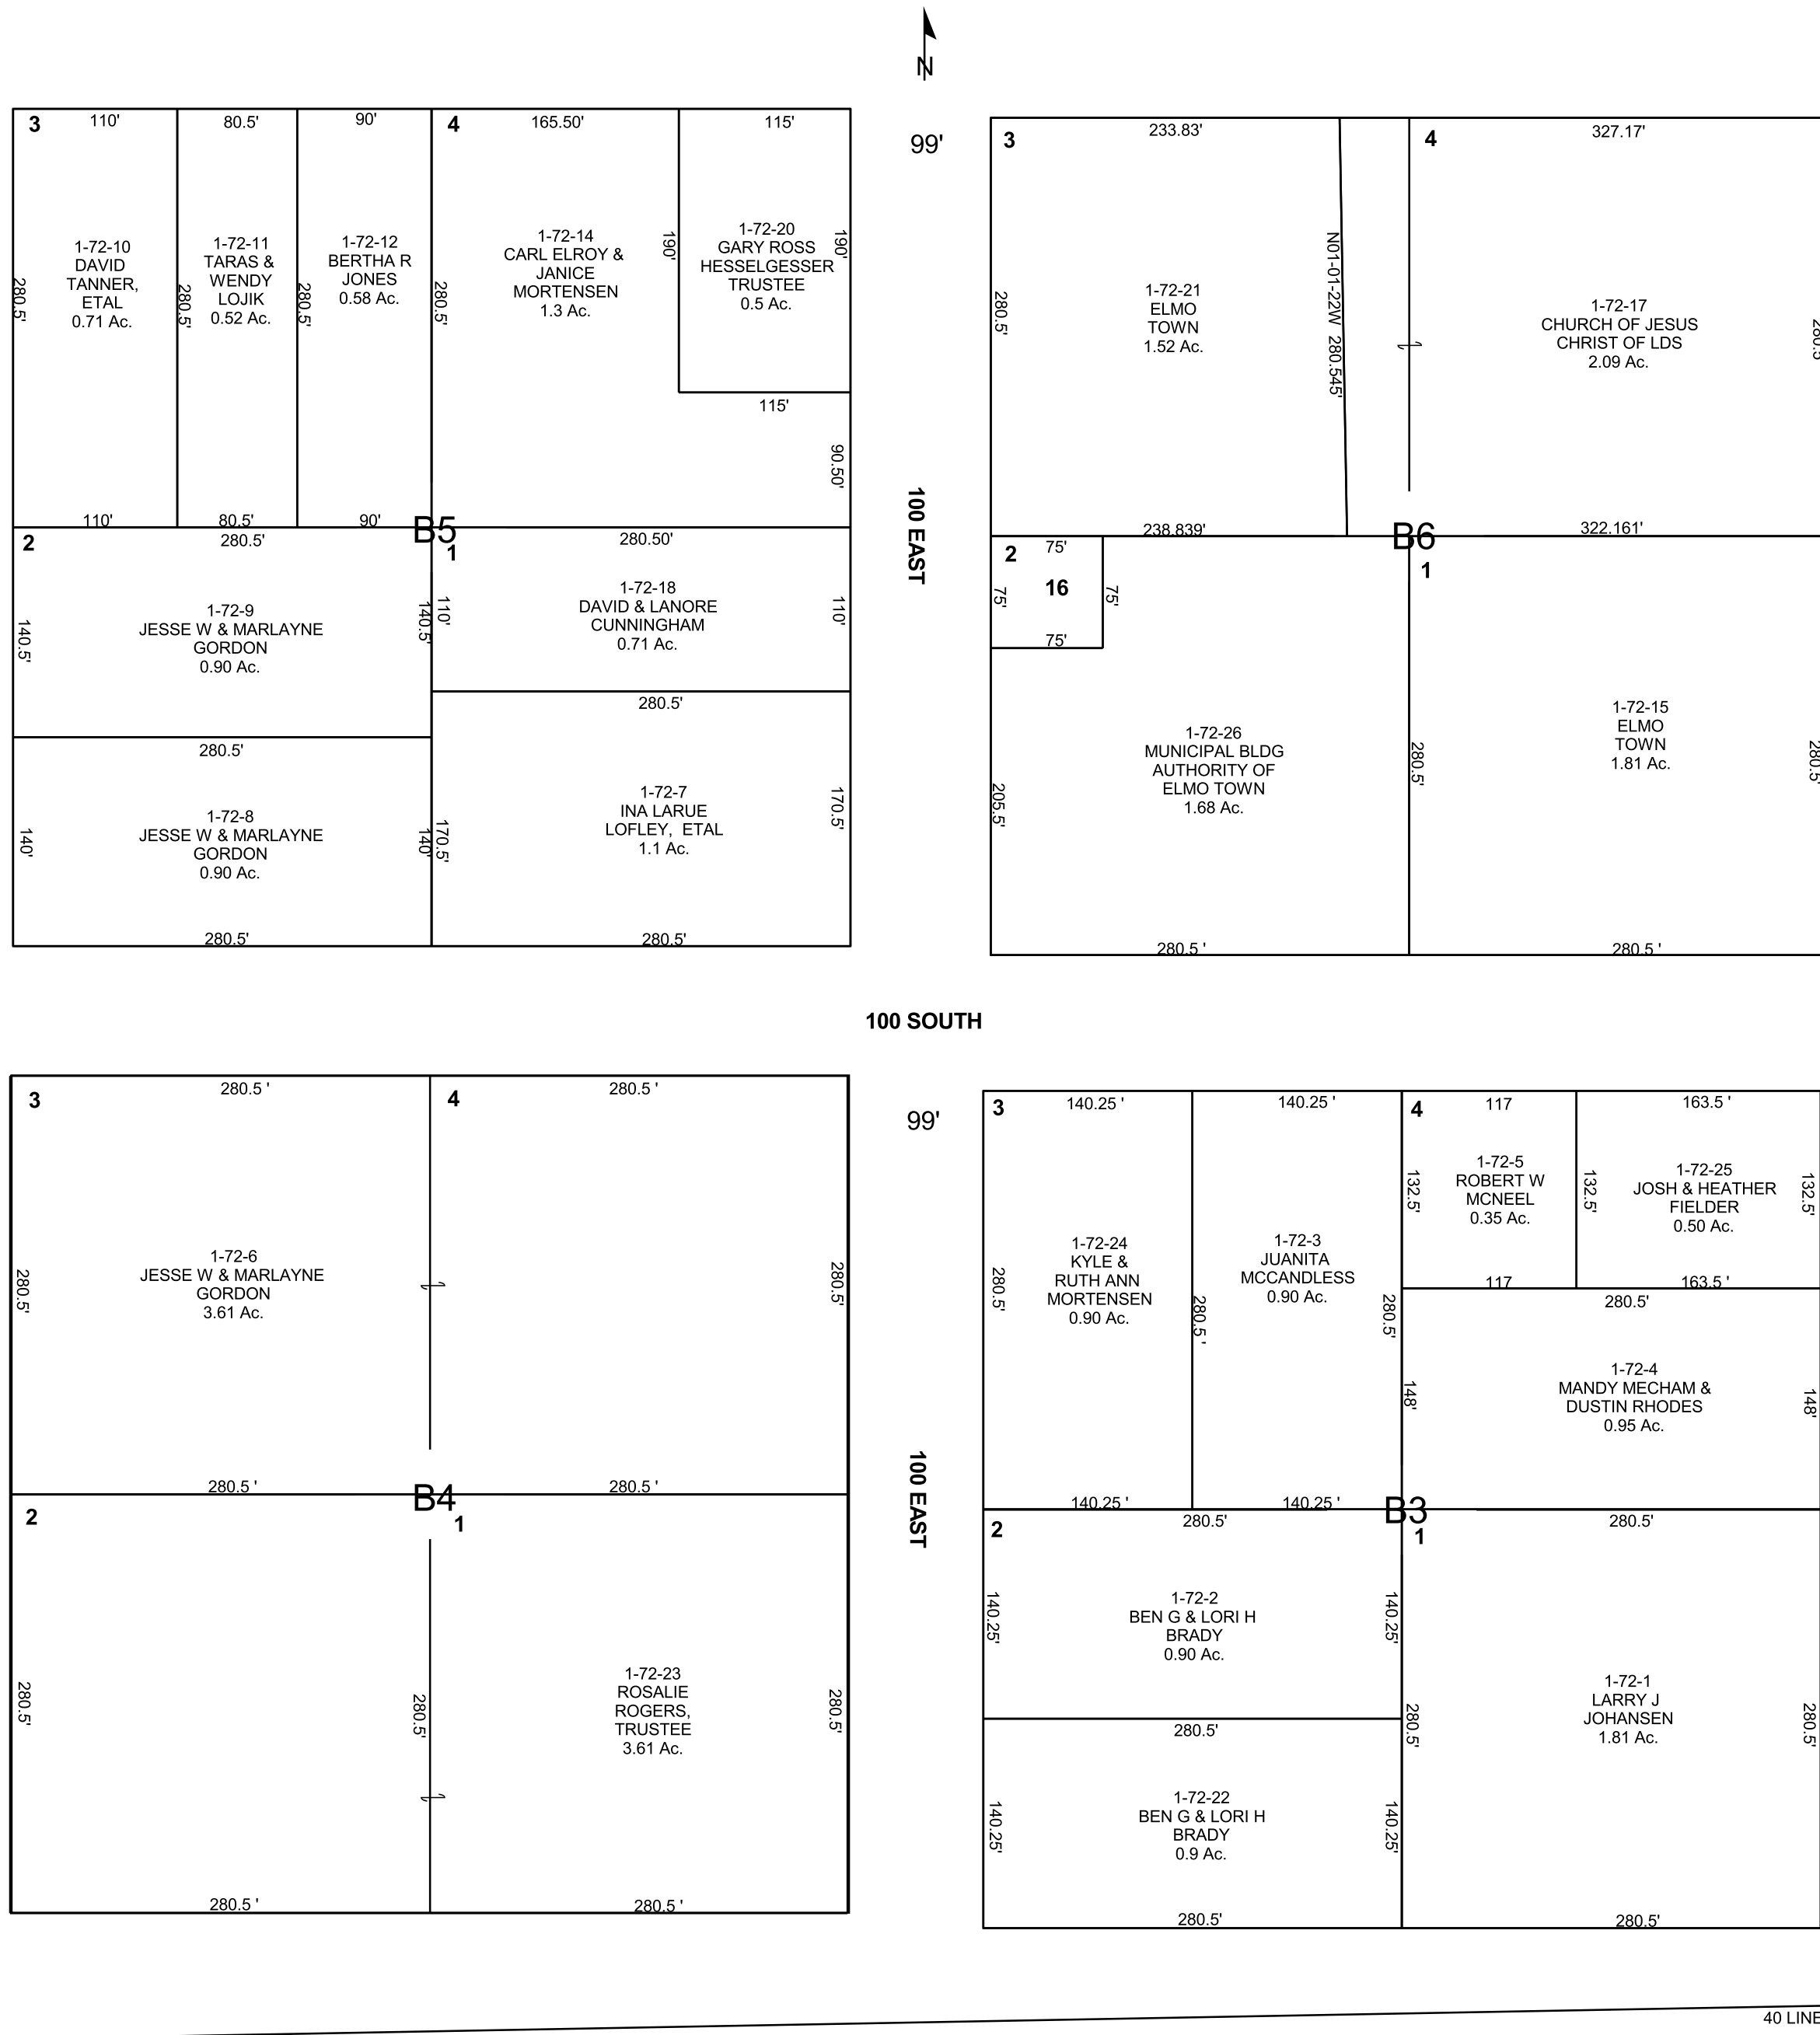 N
3
110'
80.5'
90'
4
165.50'
115'
1-72-10
DAVID
TANNER,
ETAL
0.71 Ac.
1-72-11
TARAS &
WENDY
LOJIK
0.52 Ac.
1-72-12
BERTHA R
JONES
0.58 Ac.
1-72-14
CARL ELROY &
JANICE
MORTENSEN
1.3 Ac.
1-72-20
GARY ROSS
HESSELGESSER
TRUSTEE
0.5 Ac.
280.5'
280.5'
280.5'
280.5'
190'
190'
115'
90.50'
110'
80.5'
90'
B5
2
280.5'
1
280.50'
1-72-9
JESSE W & MARLAYNE
GORDON
0.90 Ac.
140.5'
140.5'
110'
1-72-18
DAVID & LANORE
CUNNINGHAM
0.71 Ac.
110'
280.5'
280.5'
1-72-8
JESSE W & MARLAYNE
GORDON
0.90 Ac.
140'
140'
170.5'
1-72-7
INA LARUE
LOFLEY, ETAL
1.1 Ac.
170.5'
280.5'
280.5'
99'
100 EAST
3
233.83'
4
327.17'
280.5'
1-72-21
ELMO
TOWN
1.52 Ac.
N01-01-22W 280.545'
1-72-17
CHURCH OF JESUS
CHRIST OF LDS
2.09 Ac.
280.5
238.839'
B6
322.161'
2
75'
1
75'
16
75'
75'
1-72-26
MUNICIPAL BLDG
AUTHORITY OF
ELMO TOWN
1.68 Ac.
205.5'
280.5'
1-72-15
ELMO
TOWN
1.81 Ac.
280.5'
280.5 '
280.5 '
100 SOUTH
3
280.5 '
4
280.5 '
1-72-6
JESSE W & MARLAYNE
GORDON
3.61 Ac.
280.5'
280.5'
280.5 '
B4
280.5 '
2
1
280.5'
280.5'
1-72-23
ROSALIE
ROGERS,
TRUSTEE
3.61 Ac.
280.5'
280.5 '
280.5 '
99'
100 EAST
3
140.25 '
140.25 '
4
117
163.5 '
1-72-24
KYLE &
RUTH ANN
MORTENSEN
0.90 Ac.
280.5'
280.5 '
1-72-3
JUANITA
MCCANDLESS
0.90 Ac.
280.5'
132.5'
1-72-5
ROBERT W
MCNEEL
0.35 Ac.
132.5'
1-72-25
JOSH & HEATHER
FIELDER
0.50 Ac.
132.5'
117
163.5 '
280.5'
148'
1-72-4
MANDY MECHAM &
DUSTIN RHODES
0.95 Ac.
148'
140.25 '
140.25 '
B3
2
280.5'
1
280.5'
140.25'
1-72-2
BEN G & LORI H
BRADY
0.90 Ac.
140.25'
280.5'
280.5'
1-72-1
LARRY J
JOHANSEN
1.81 Ac.
280.5'
140.25'
1-72-22
BEN G & LORI H
BRADY
0.9 Ac.
140.25'
280.5'
280.5'
40 LINE